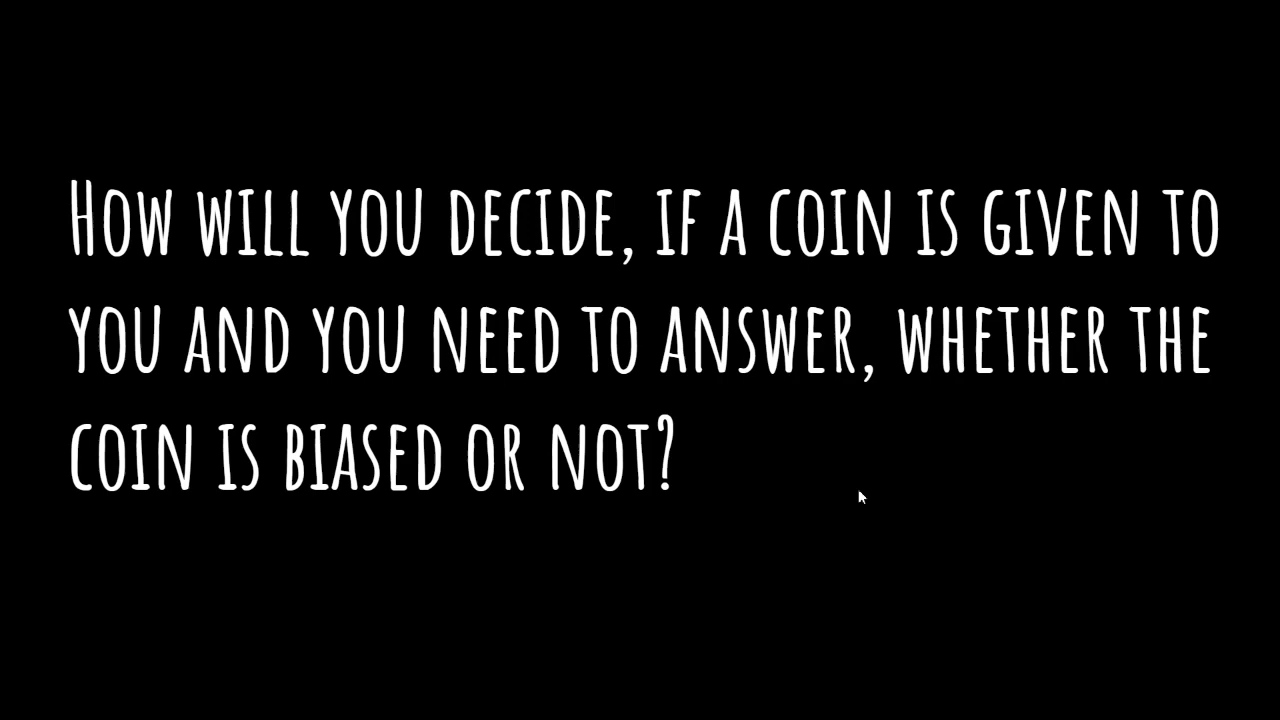 How will you decide, if a coin is given to
you and you need to answer, whether the
coin is biased or not?